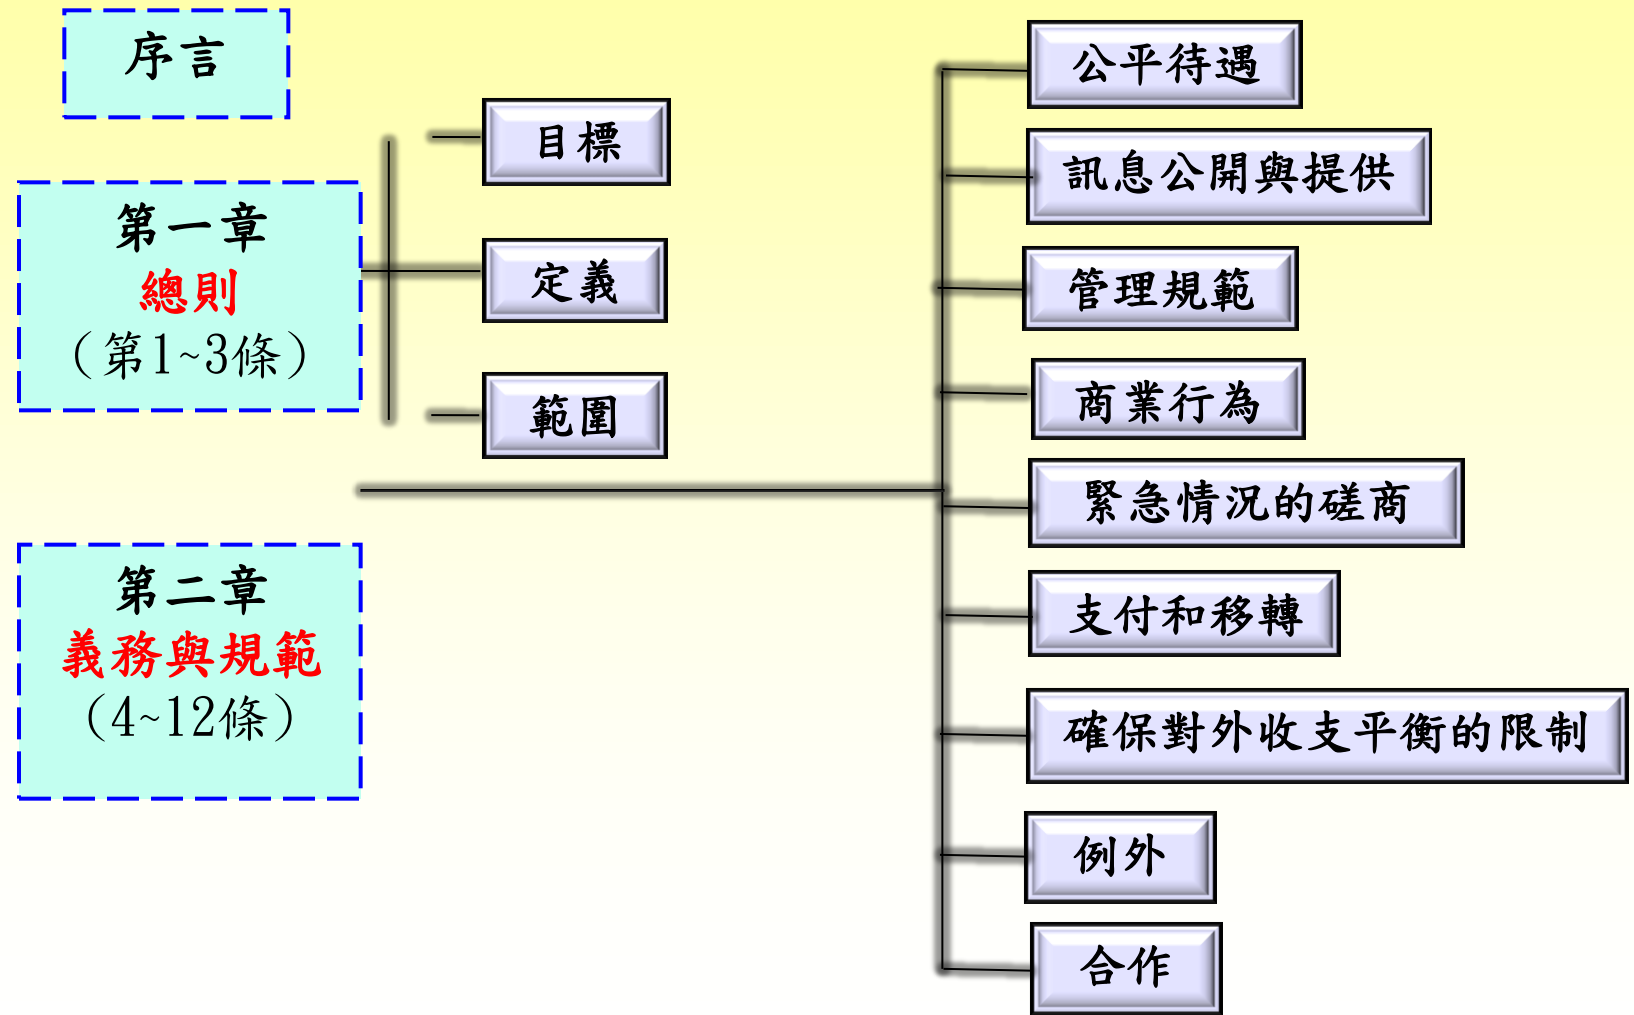 序言
第一章
總則
（第1~3條）
目標
定義
範圍
第二章
義務與規範
（4~12條）
公平待遇
訊息公開與提供
管理規範
商業行為
緊急情況的磋商
支付和移轉
確保對外收支平衡的限制
例外
合作